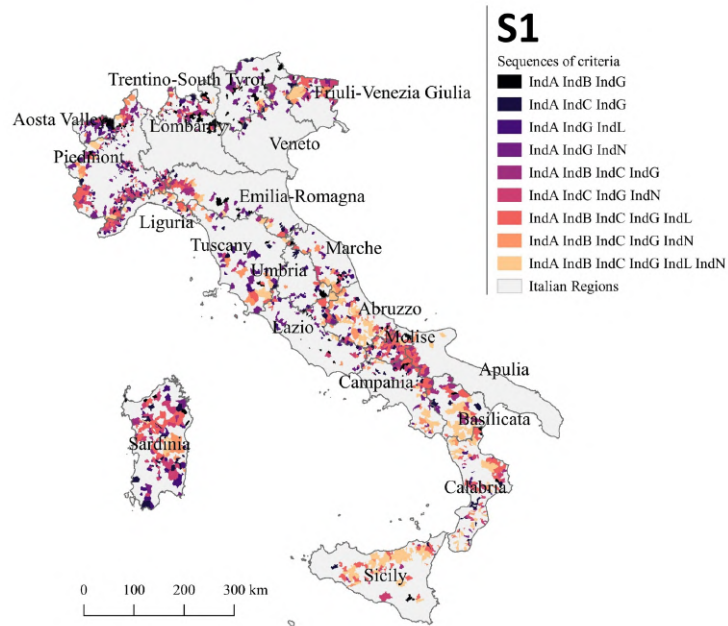 S1
Sequences of criteria
IndA IndB IndG
IndA IndC IndG
IndA IndG IndL
IndA IndG IndN
IndA IndB IndC IndG
IndA IndC IndG IndN
IndA IndB IndC IndG IndL
IndA IndB IndC IndG IndN
IndA IndB IndC IndG IndL IndN
Italian Regions
Trentino-South Tyrol
Friuli-Venezia Giulia
Aosta Valley
Lombardy
Veneto
Piedmont
Emilia-Romagna
Liguria
Tuscany
Marche
Umbria
Abruzzo
Lazio
Molise
Apulia
Campania
Basilicata
Sardinia
Calabria
Sicily
0 100 200 300 km